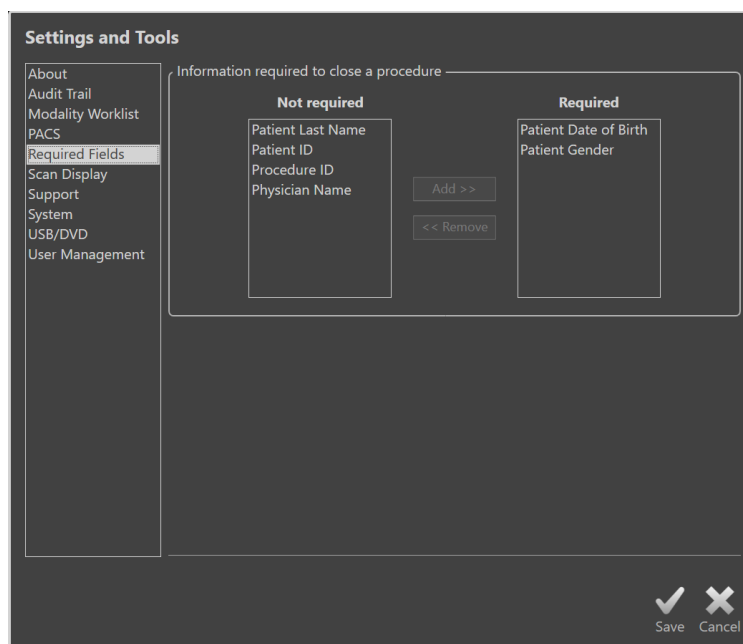 Settings and Tools
About
Audit Trail
Modality Worklist
PACS
Required Fields
Scan Display
Support
System
USB/DVD
User Management
Information required to close a procedure
Not required
Patient Last Name
Patient ID
Procedure ID
Physician Name
Add >>
<< Remove
Required
Patient Date of Birth
Patient Gender
Save
Cancel